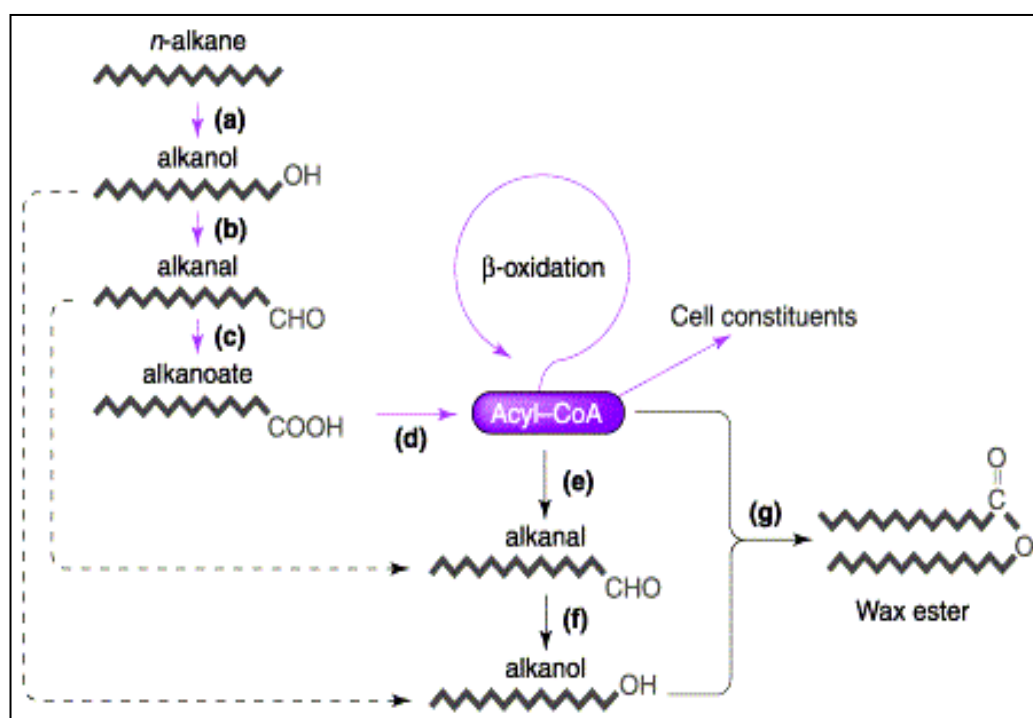 n-alkane
(a)
alkanol
OH
(b)
alkanal
CHO
(c)
alkanoate
COOH
(d)
β-oxidation
Cell constituents
Acyl–CoA
(e)
alkanal
CHO
(f)
alkanol
OH
(g)
O
C
O
Wax ester